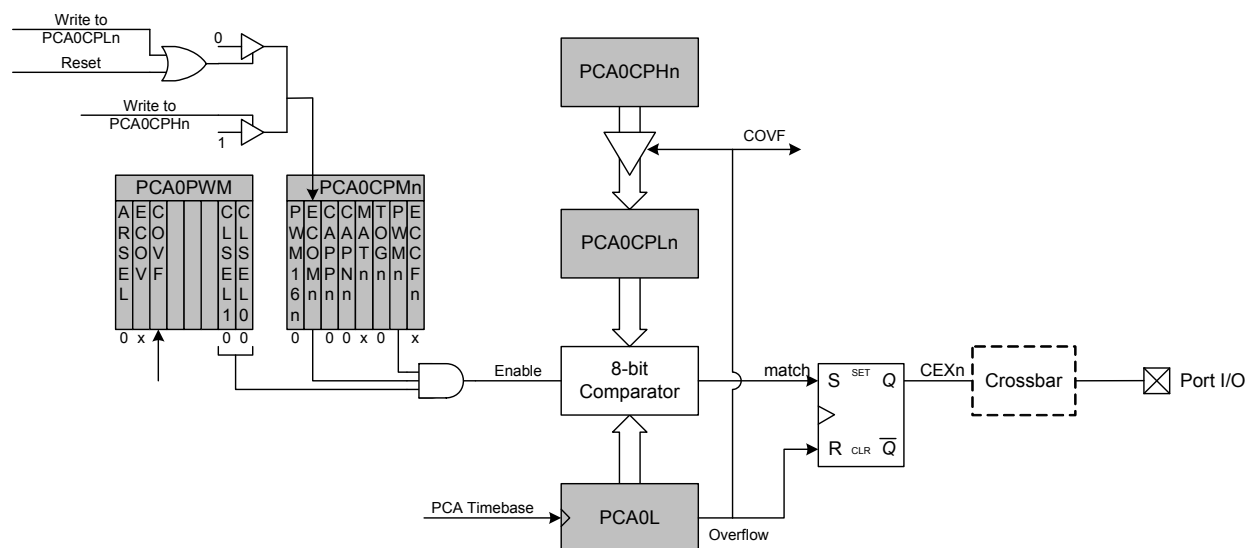 Write to
PCA0CPLn
Reset
0
Write to
PCA0CPHn
1
PCA0CPHn
COVF
PCA0PWM
ARSEL
ECOV
COVF
CLSEL1
CLSEL0
0 x 0 0
PCA0CPMn
PWM16n
ECOMn
CAPPn
CAPNn
MATn
TOGn
PWMn
ECCFn
0 0 0 x 0 x
PCA0CPLn
Enable
8-bit
Comparator
match
S SET Q
R CLR Q
CEXn
Crossbar
Port I/O
PCA Timebase
PCA0L
Overflow